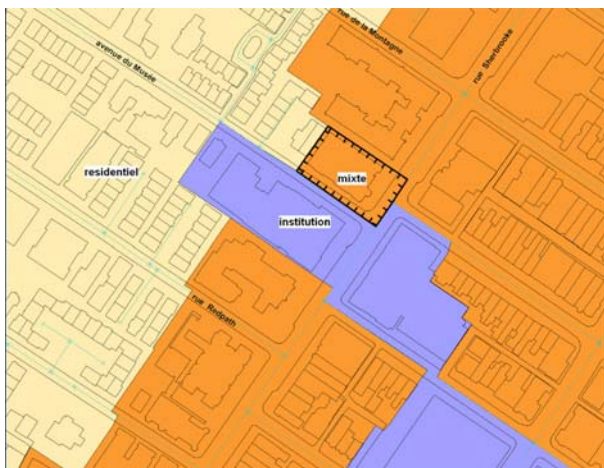 rue de la Montagne
rue Sherbrooke
avenue du Musée
residentiel
mixte
institution
rue Redpath